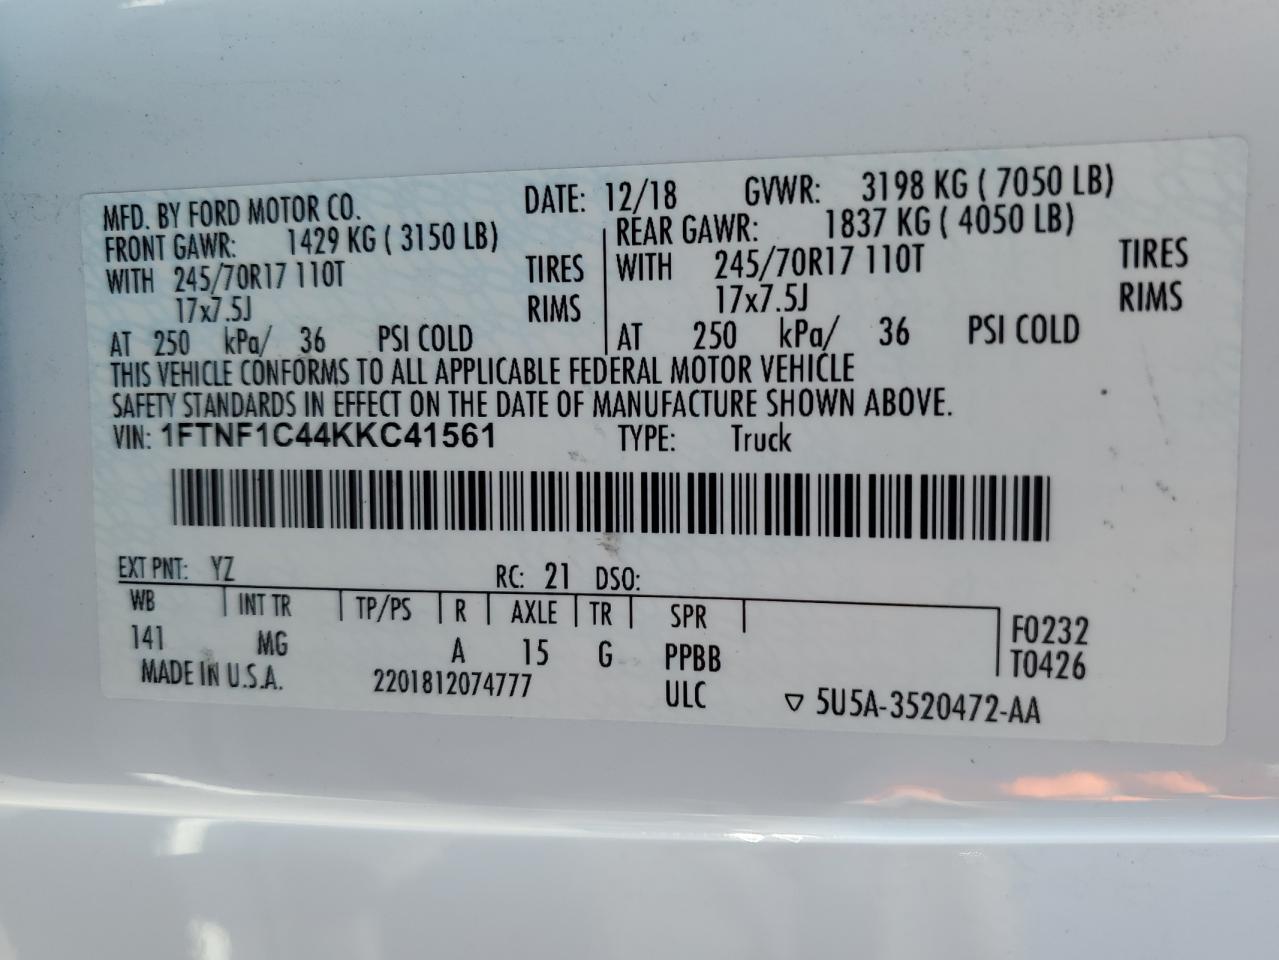 MFD. BY FORD MOTOR CO. DATE: 12/18 GVWR: 3198 KG ( 7050 LB)
FRONT GAWR: 1429 KG ( 3150 LB) REAR GAWR: 1837 KG ( 4050 LB)
WITH 245/70R17 110T TIRES WITH 245/70R17 110T TIRES
17x7.5J RIMS 17x7.5J RIMS
AT 250 kPa/ 36 PSI COLD AT 250 kPa/ 36 PSI COLD
THIS VEHICLE CONFORMS TO ALL APPLICABLE FEDERAL MOTOR VEHICLE
SAFETY STANDARDS IN EFFECT ON THE DATE OF MANUFACTURE SHOWN ABOVE.
VIN: 1FTNF1C44KKC41561 TYPE: Truck
EXT PNT: YZ RC: 21 DSO:
WB INT TR TP/PS R AXLE TR SPR F0232
141 MG A 15 G PPBB T0426
MADE IN U.S.A. 2201812074777 ULC ▽ 5U5A-3520472-AA